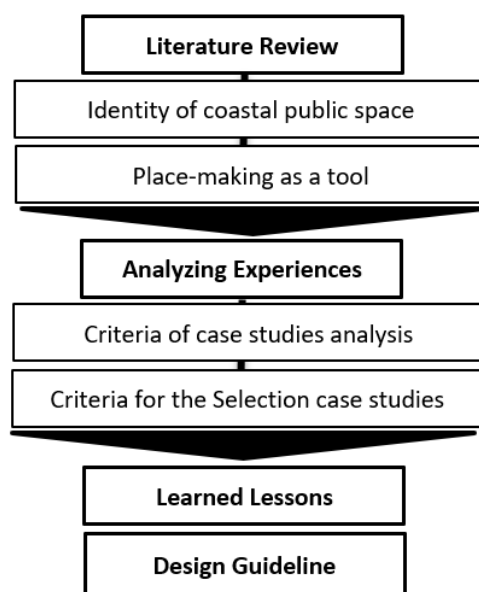 Literature Review
Identity of coastal public space
Place-making as a tool
Analyzing Experiences
Criteria of case studies analysis
Criteria for the Selection case studies
Learned Lessons
Design Guideline